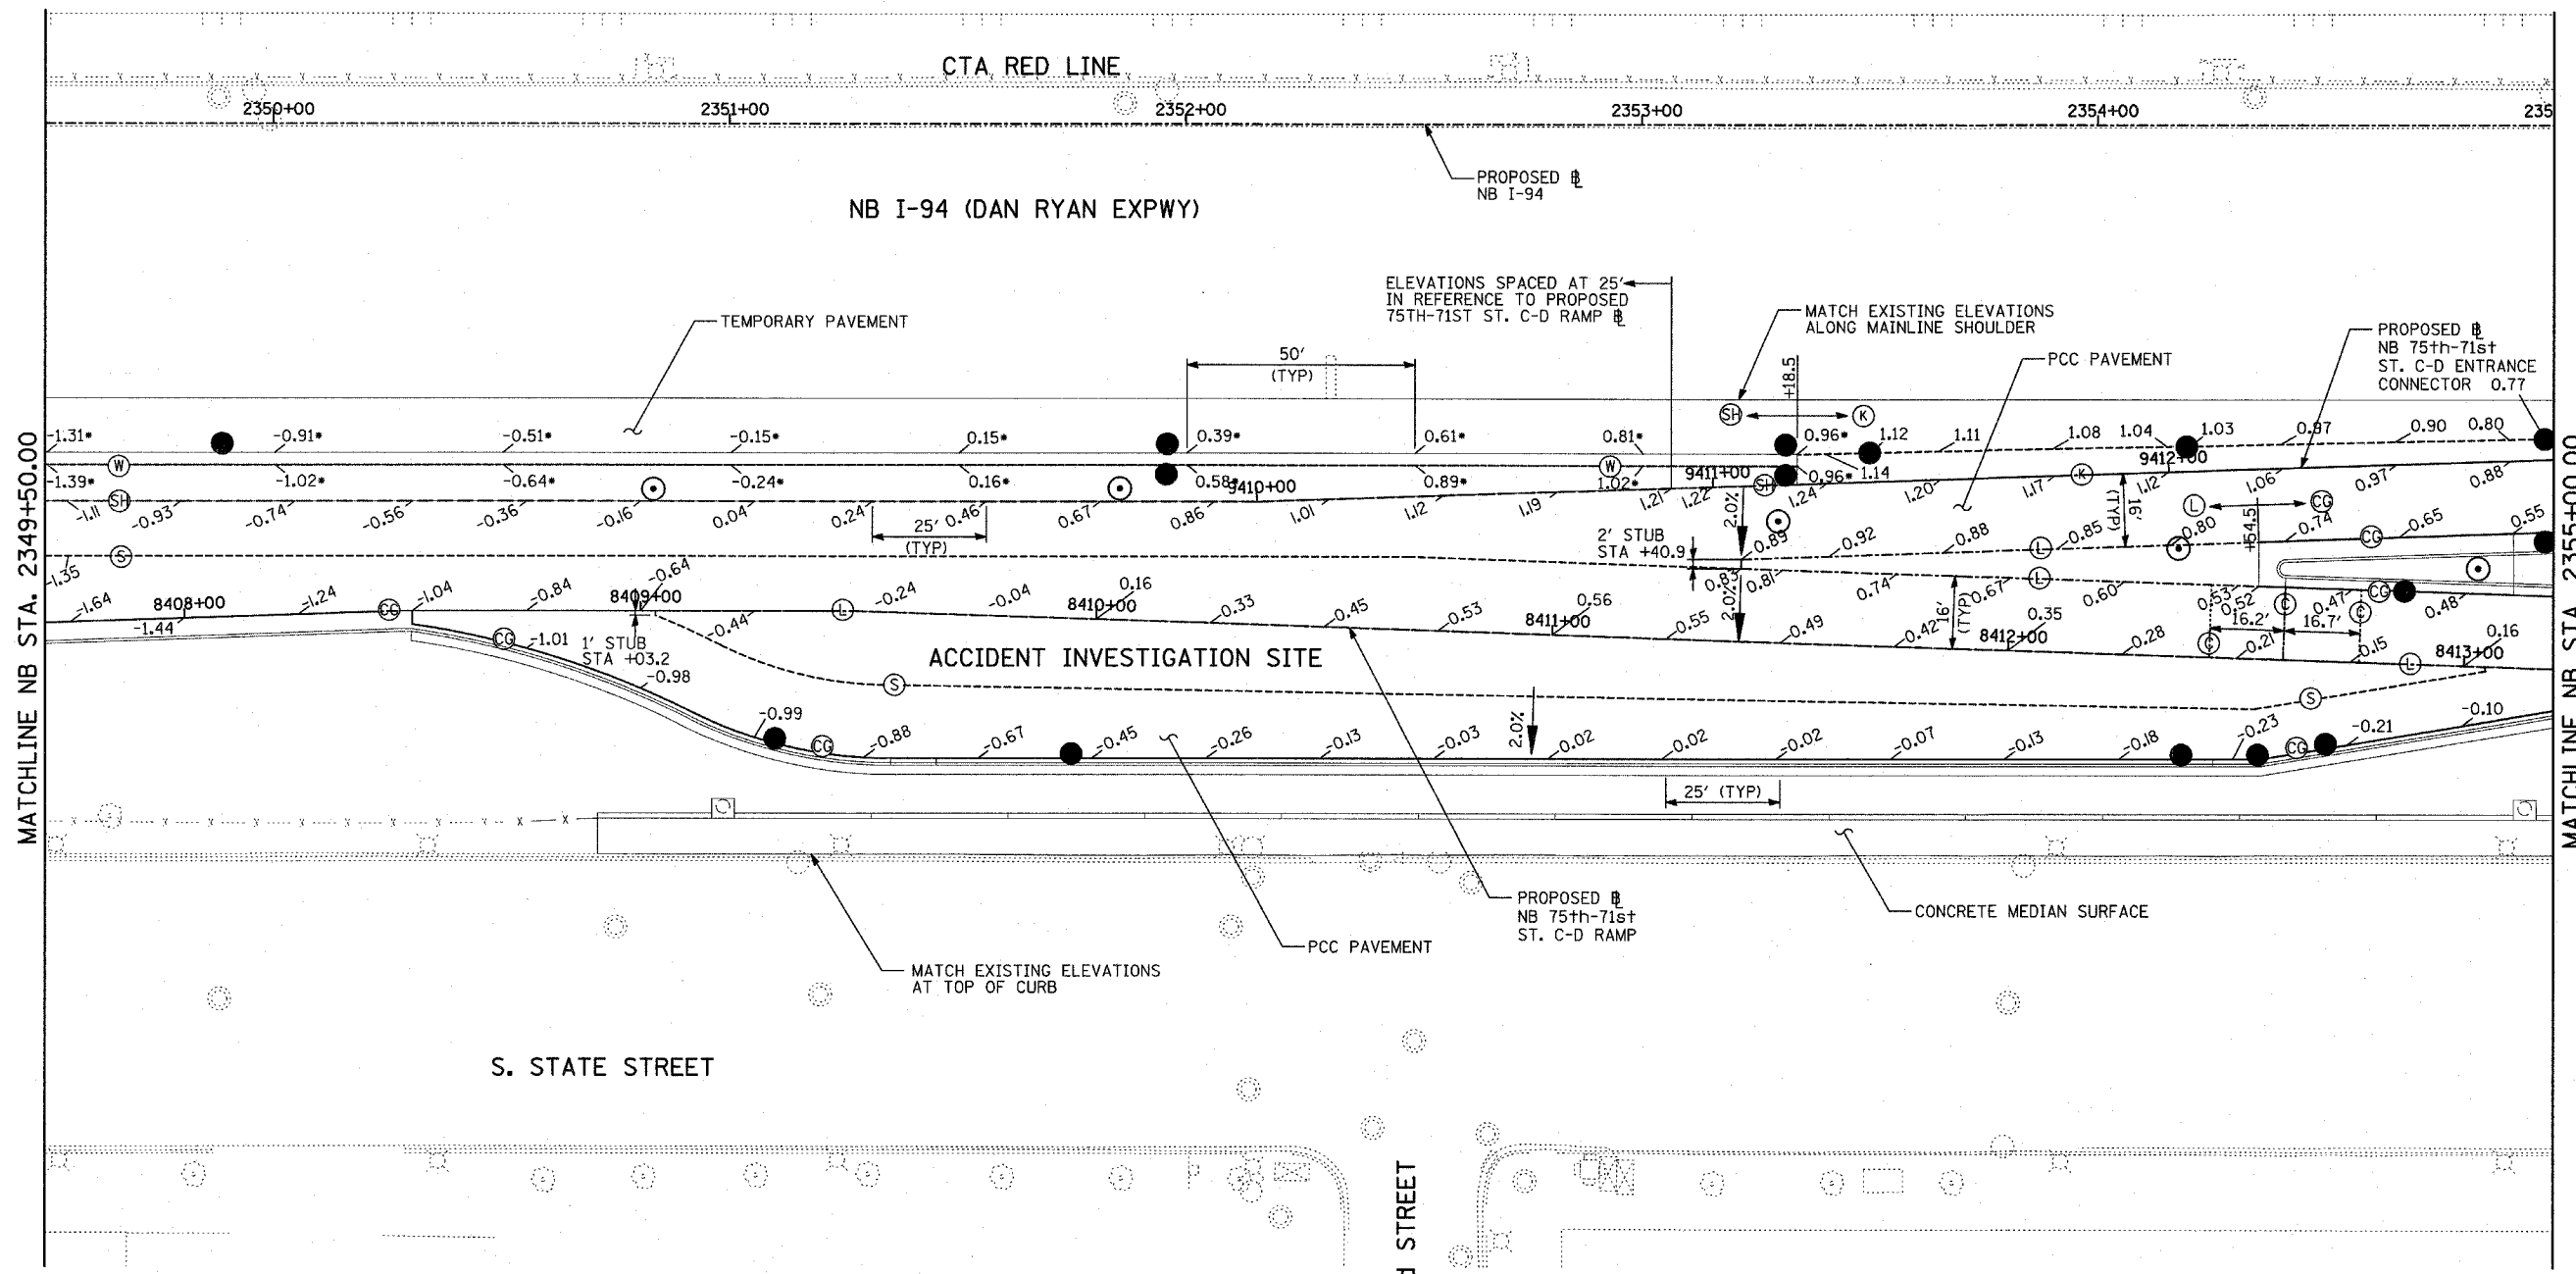 CTA RED LINE
2350+00
2351+00
2352+00
2353+00
2354+00
235
PROPOSED ℄
NB I-94
NB I-94 (DAN RYAN EXPWY)
ELEVATIONS SPACED AT 25'
IN REFERENCE TO PROPOSED
75TH-71ST ST. C-D RAMP
TEMPORARY PAVEMENT
MATCH EXISTING ELEVATIONS
ALONG MAINLINE SHOULDER
PCC PAVEMENT
PROPOSED
NB 75th-71st
ST. C-D ENTRANCE
CONNECTOR 0.77
50'
(TYP)
+18.5
SH
K
-1.31* -0.91* -0.51* -0.15* 0.15* 0.39* 0.61* 0.81* 0.96* 1.12 1.11 1.08 1.04 1.03 0.97 0.90 0.80
W
W
9411+00
9412+00
-1.39* -1.02* -0.64* -0.24* 0.16* 0.58* 0.89* 1.02* 0.96* 1.14
SH
9410+00
SH
K
-1.11 -0.93 -0.74 -0.56 -0.36 -0.16 0.04 0.24 0.46 0.67 0.86 1.01 1.12 1.19 1.21 1.22 1.24 1.20 1.17 1.12 1.06 0.97 0.88
25'
(TYP)
2.0%
16'
(TYP)
L
CG
+54.5
2' STUB
STA +40.9
0.89 0.92 0.88 0.85 0.80 0.74 0.65 0.55
L
CG
S
-1.35
0.83 0.81 0.74 0.67 0.60 0.53 0.52 0.47 0.48
L
CG
C
C
C
16.2'
16.7'
2.0%
16'
(TYP)
-1.64 -1.44 -1.24 -1.04 -0.84 -0.64 -0.44 -0.24 -0.04 0.16 0.33 0.45 0.53 0.56 0.55 0.49 0.42 0.35 0.28 0.21 0.15 0.16
8408+00
8409+00
8410+00
8411+00
8412+00
8413+00
CG
L
L
CG
-1.01
1' STUB
STA +03.2
-0.98
ACCIDENT INVESTIGATION SITE
S
S
2.0%
-0.99 -0.88 -0.67 -0.45 -0.26 -0.13 -0.03 -0.02 -0.02 -0.02 -0.07 -0.13 -0.18 -0.23 -0.21 -0.10
CG
CG
25' (TYP)
PROPOSED
NB 75th-71st
ST. C-D RAMP
CONCRETE MEDIAN SURFACE
PCC PAVEMENT
MATCH EXISTING ELEVATIONS
AT TOP OF CURB
S. STATE STREET
STREET
MATCHLINE NB STA. 2349+50.00
MATCHLINE NB STA. 2355+00.00